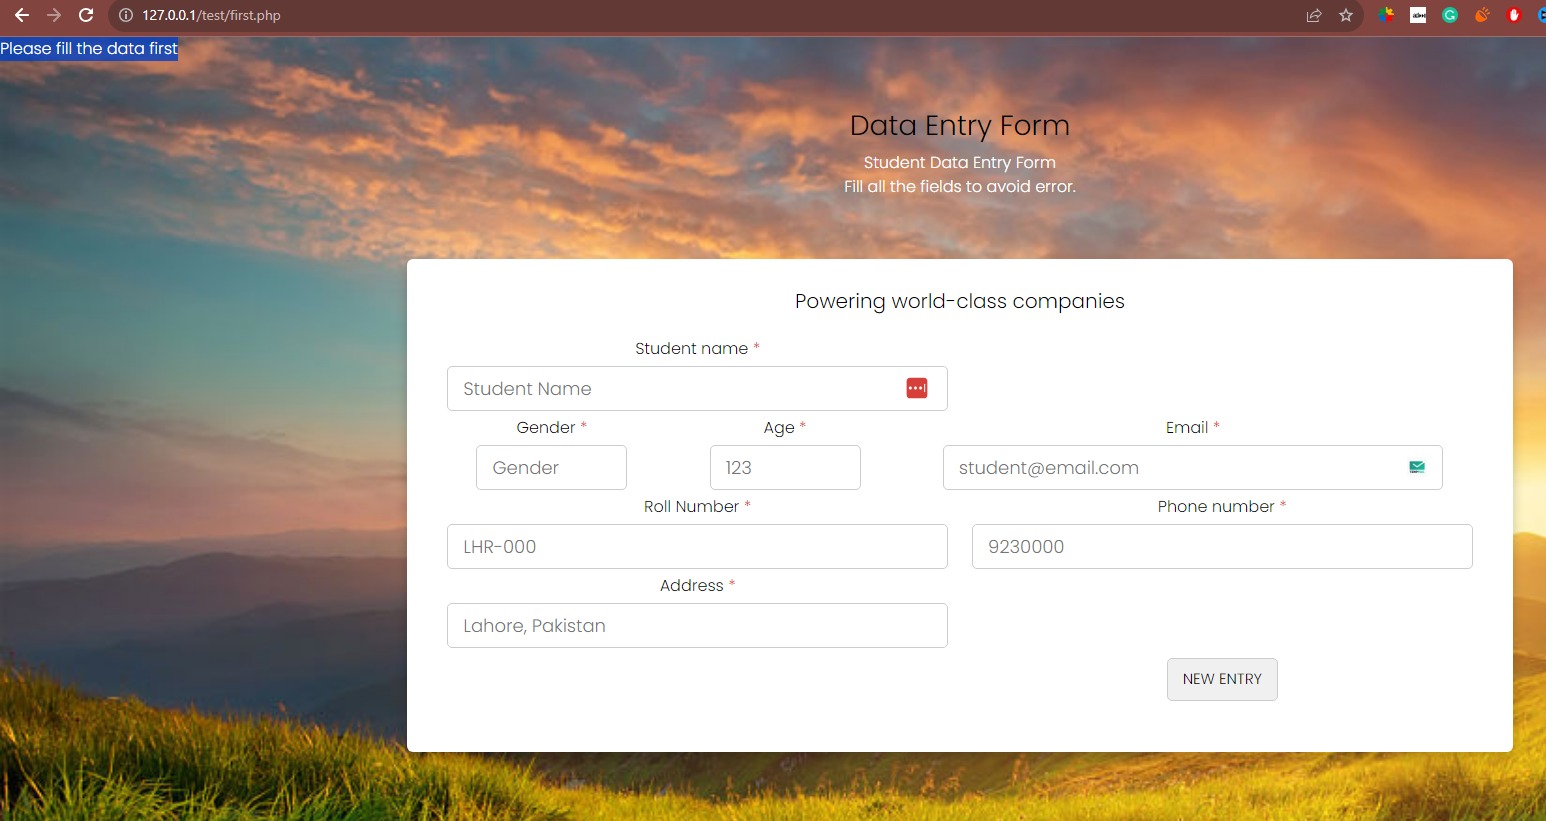 127.0.0.1/test/first.php
Please fill the data first
Data Entry Form
Student Data Entry Form
Fill all the fields to avoid error.
Powering world-class companies
Student name *
Student Name
Gender * Age * Email *
Gender 123 student@email.com
Roll Number * Phone number *
LHR-000 9230000
Address *
Lahore, Pakistan
NEW ENTRY